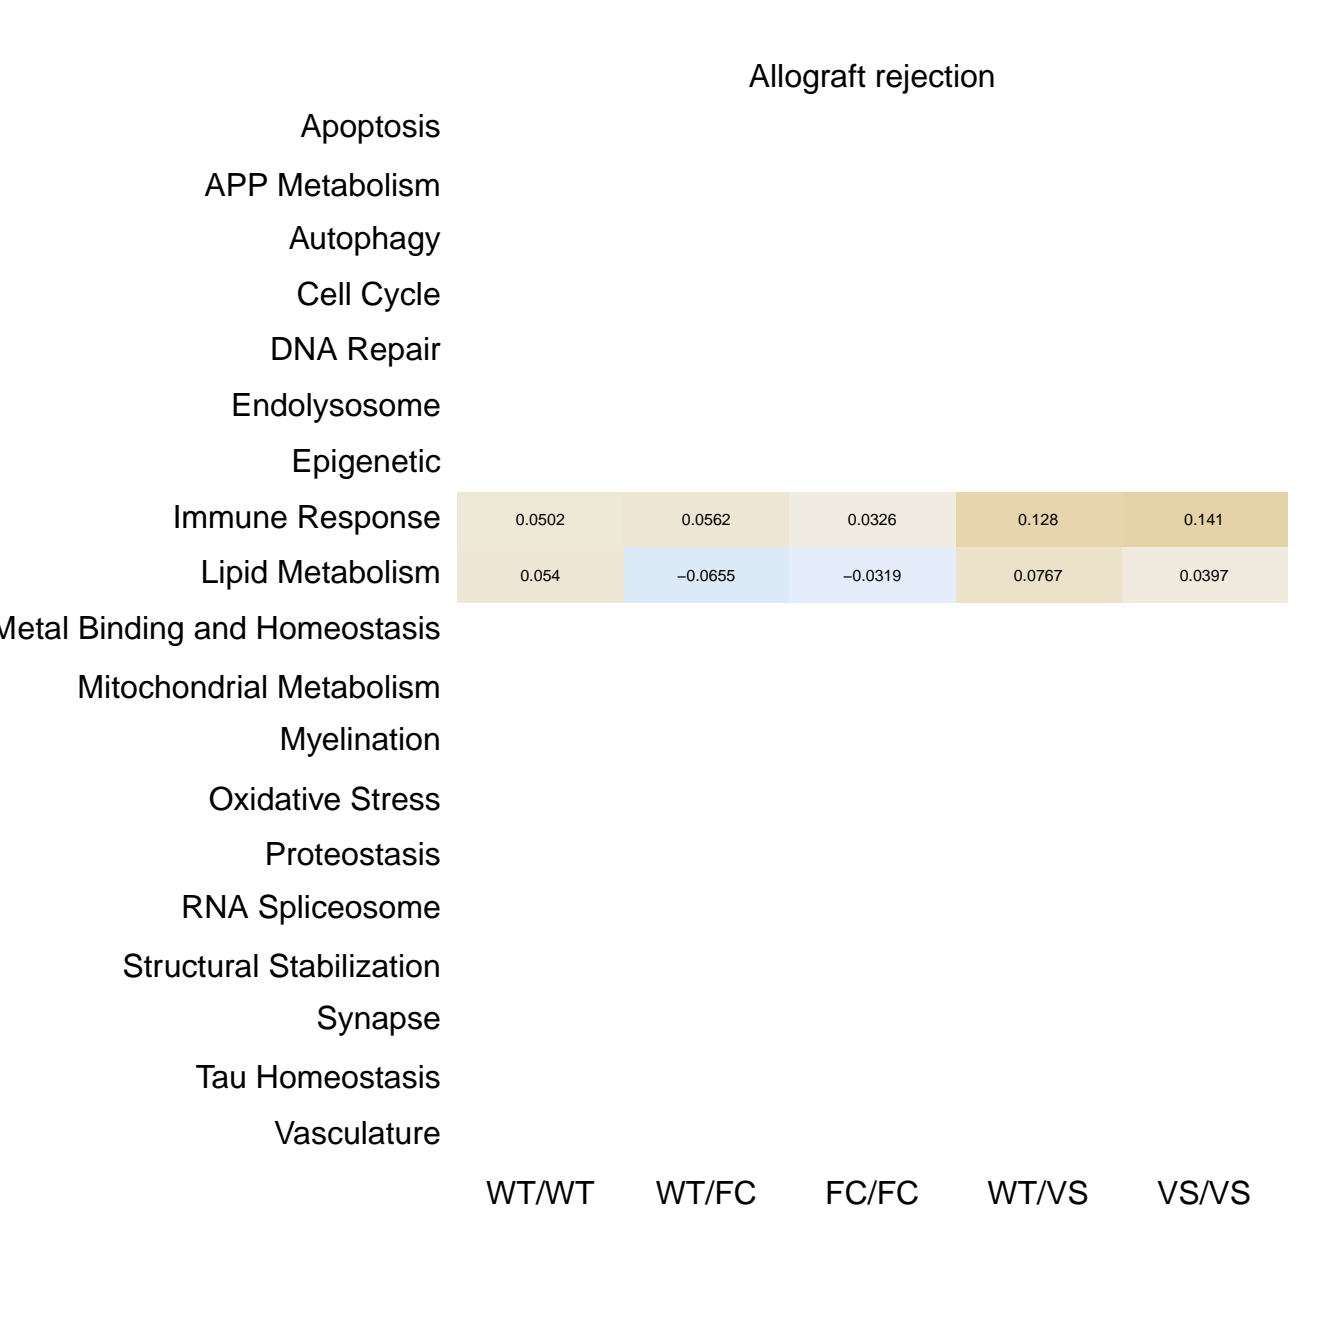 Allograft rejection
Apoptosis
APP Metabolism
Autophagy
Cell Cycle
DNA Repair
Endolysosome
Epigenetic
Immune Response 0.0502 0.0562 0.0326 0.128 0.141
Lipid Metabolism 0.054 −0.0655 −0.0319 0.0767 0.0397
Metal Binding and Homeostasis
Mitochondrial Metabolism
Myelination
Oxidative Stress
Proteostasis
RNA Spliceosome
Structural Stabilization
Synapse
Tau Homeostasis
Vasculature
WT/WT WT/FC FC/FC WT/VS VS/VS